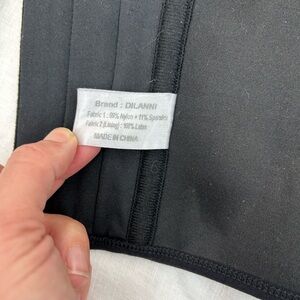 Brand : DILANNI
Fabric 1 : 89% Nylon + 11% Spandex
Fabric 2 (Lining) : 100% Latex
MADE IN CHINA